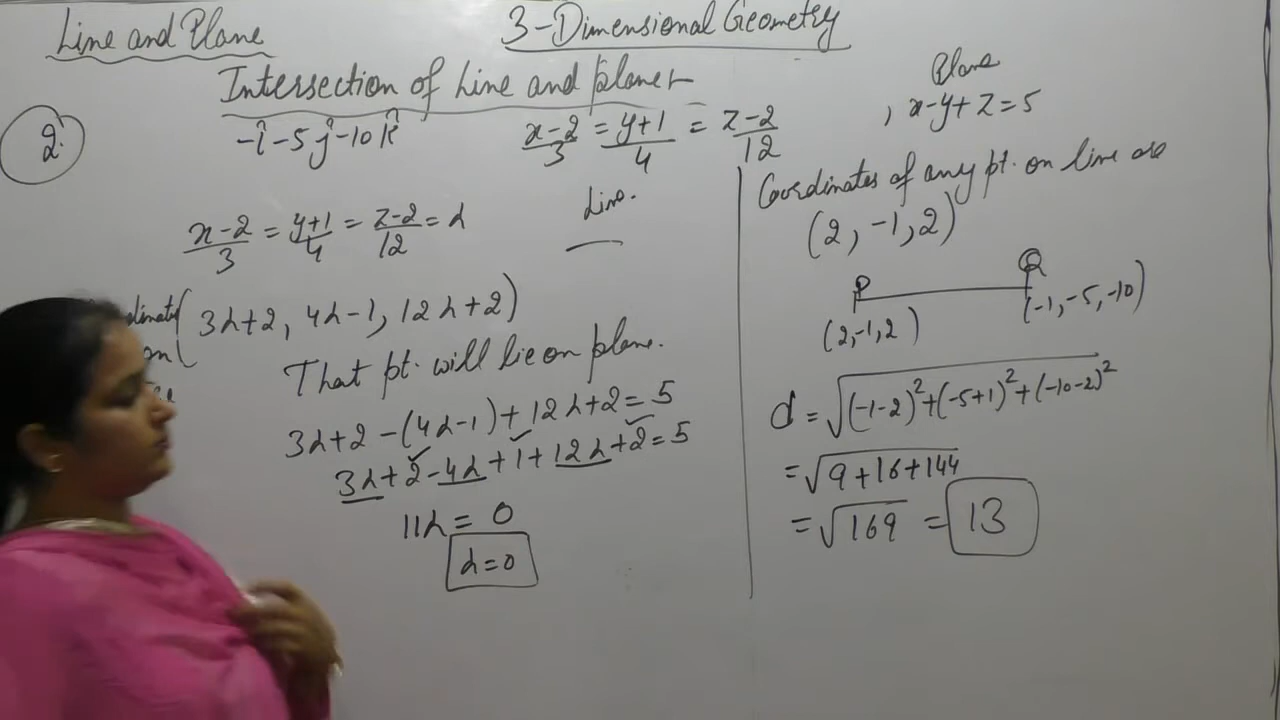 Line and Plane
3-Dimensional Geometry
Intersection of Line and Plane
2.
-î-5ĵ-10k̂
x-2/3 = y+1/4 = z-2/12
Plane
, x-y+z=5
x-2/3 = y+1/4 = z-2/12 = λ
Line.
(3λ+2, 4λ-1, 12λ+2)
That pt. will lie on plane.
3λ+2-(4λ-1)+12λ+2=5
3λ+2-4λ+1+12λ+2=5
11λ=0
λ=0
Coordinates of any pt. on line are
(2,-1,2)
P Q
(2,-1,2) (-1,-5,-10)
d=√(-1-2)²+(-5+1)²+(-10-2)²
=√9+16+144
=√169 = 13